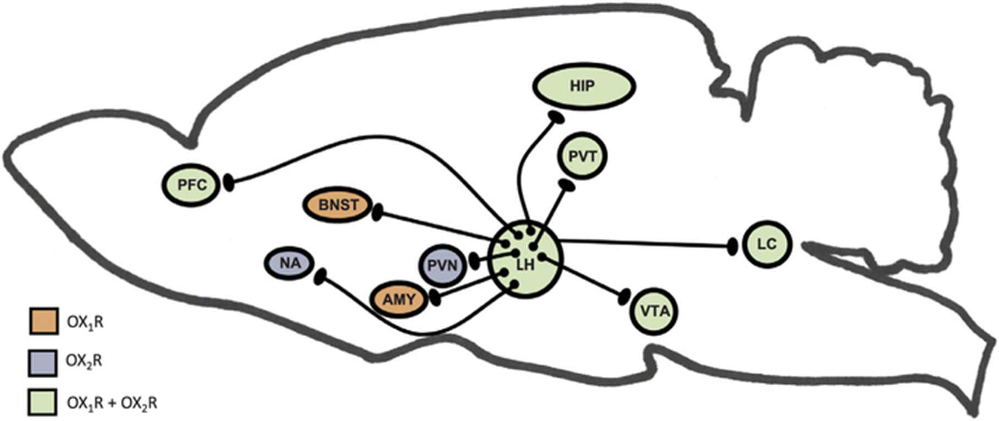 HIP
PVT
PFC
BNST
LC
NA
PVN
LH
AMY
VTA
OX₁R
OX₂R
OX₁R + OX₂R